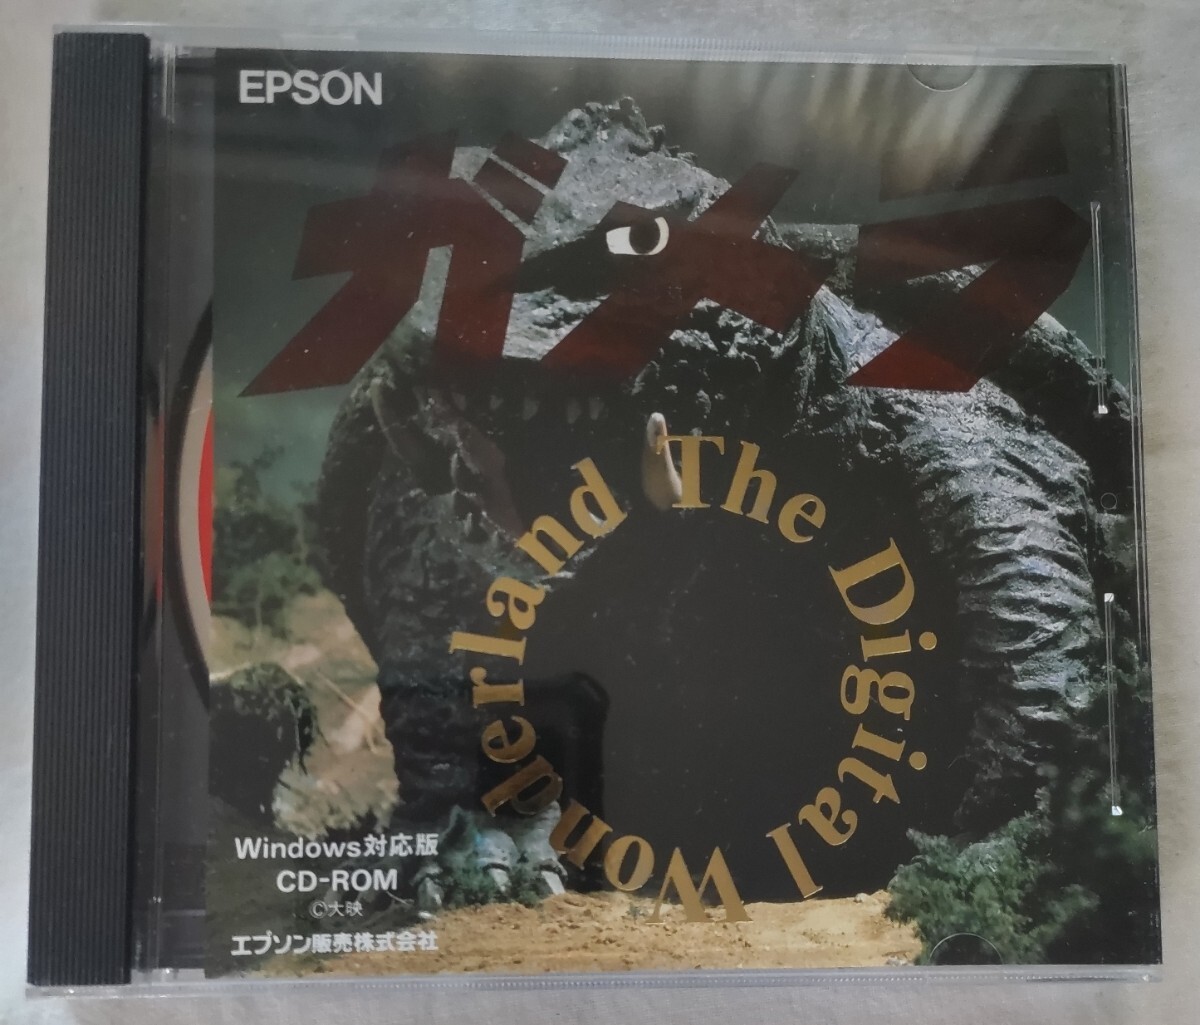 EPSON
ガメラ
The Digital Wonderland
Windows対応版
CD-ROM
©大映
エプソン販売株式会社